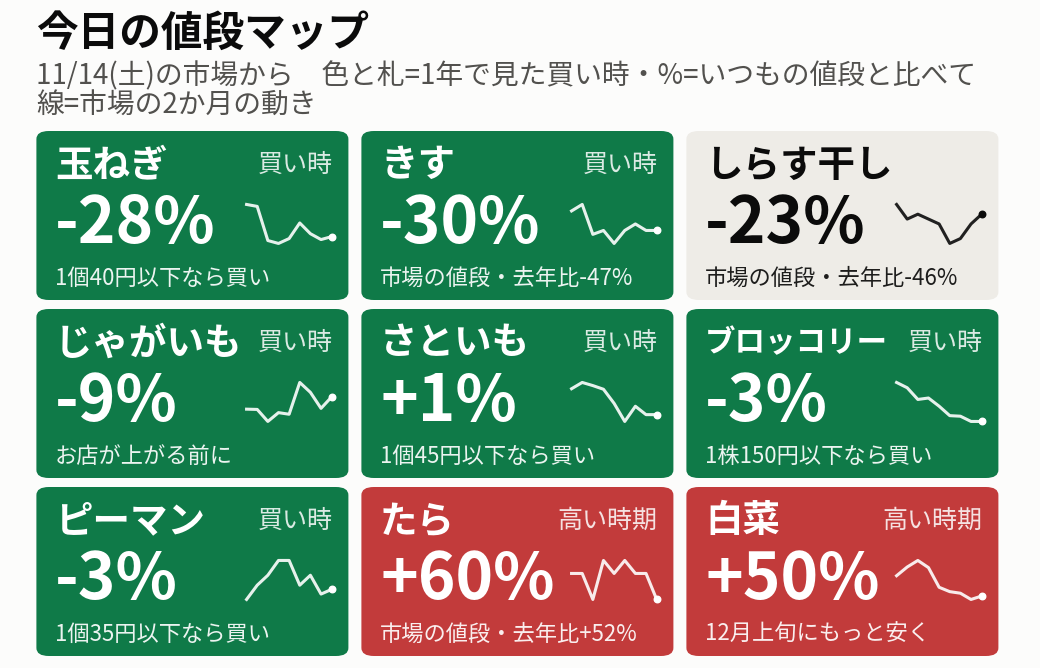 今日の値段マップ
11/14(土)の市場から　色と札=1年で見た買い時・%=いつもの値段と比べて
線=市場の2か月の動き
玉ねぎ 買い時
-28%
1個40円以下なら買い
きす 買い時
-30%
市場の値段・去年比-47%
しらす干し
-23%
市場の値段・去年比-46%
じゃがいも 買い時
-9%
お店が上がる前に
さといも 買い時
+1%
1個45円以下なら買い
ブロッコリー 買い時
-3%
1株150円以下なら買い
ピーマン 買い時
-3%
1個35円以下なら買い
たら 高い時期
+60%
市場の値段・去年比+52%
白菜 高い時期
+50%
12月上旬にもっと安く